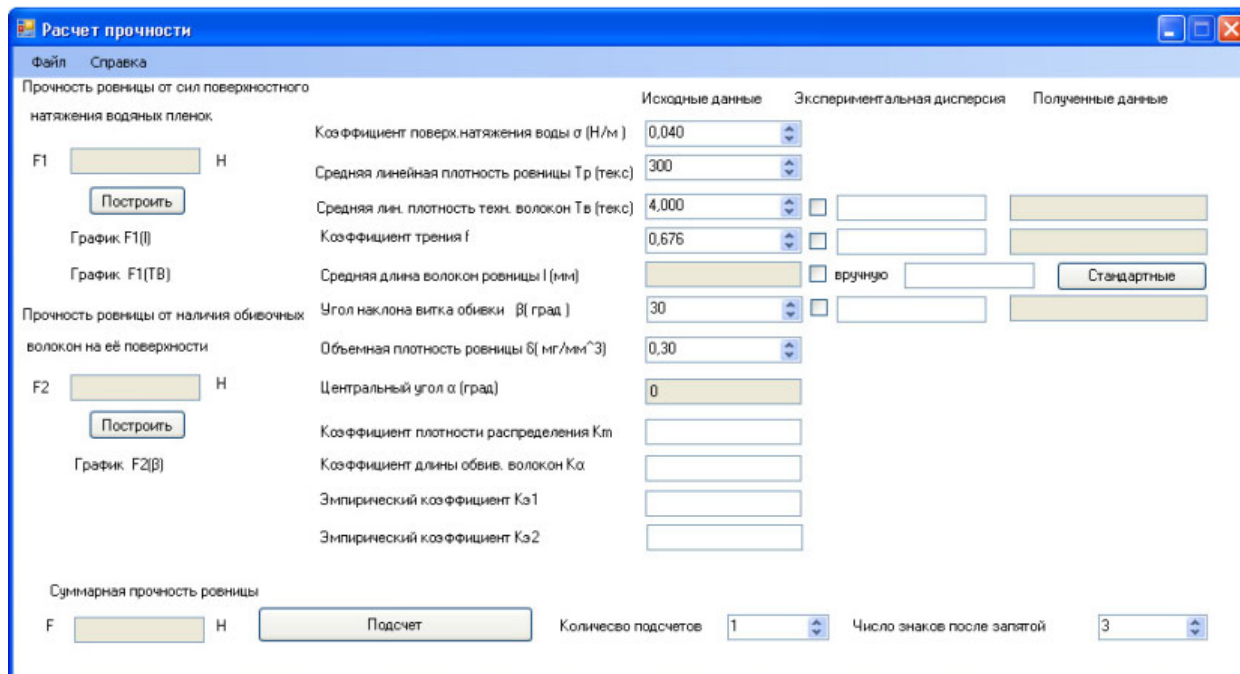 Расчет прочности
Файл Справка
Прочность ровницы от сил поверхностного
натяжения водяных пленок
Исходные данные Экспериментальная дисперсия Полученные данные
Коэффициент поверх.натяжения воды σ (Н/м ) 0,040
F1 Н
Средняя линейная плотность ровницы Тр (текс) 300
Построить
Средняя лин. плотность техн. волокон Тв (текс) 4,000
График F1(l)
Коэффициент трения f 0,676
График F1(ТВ)
Средняя длина волокон ровницы l (мм) вручную Стандартные
Прочность ровницы от наличия обивочных
волокон на её поверхности
Угол наклона витка обивки β( град ) 30
Объемная плотность ровницы δ( мг/мм^3) 0,30
F2 Н
Центральный угол α (град) 0
Построить
Коэффициент плотности распределения Km
График F2(β)
Коэффициент длины обвив. волокон Kα
Эмпирический коэффициент Кэ1
Эмпирический коэффициент Кэ2
Суммарная прочность ровницы
F Н Подсчет Количесво подсчетов 1 Число знаков после запятой 3